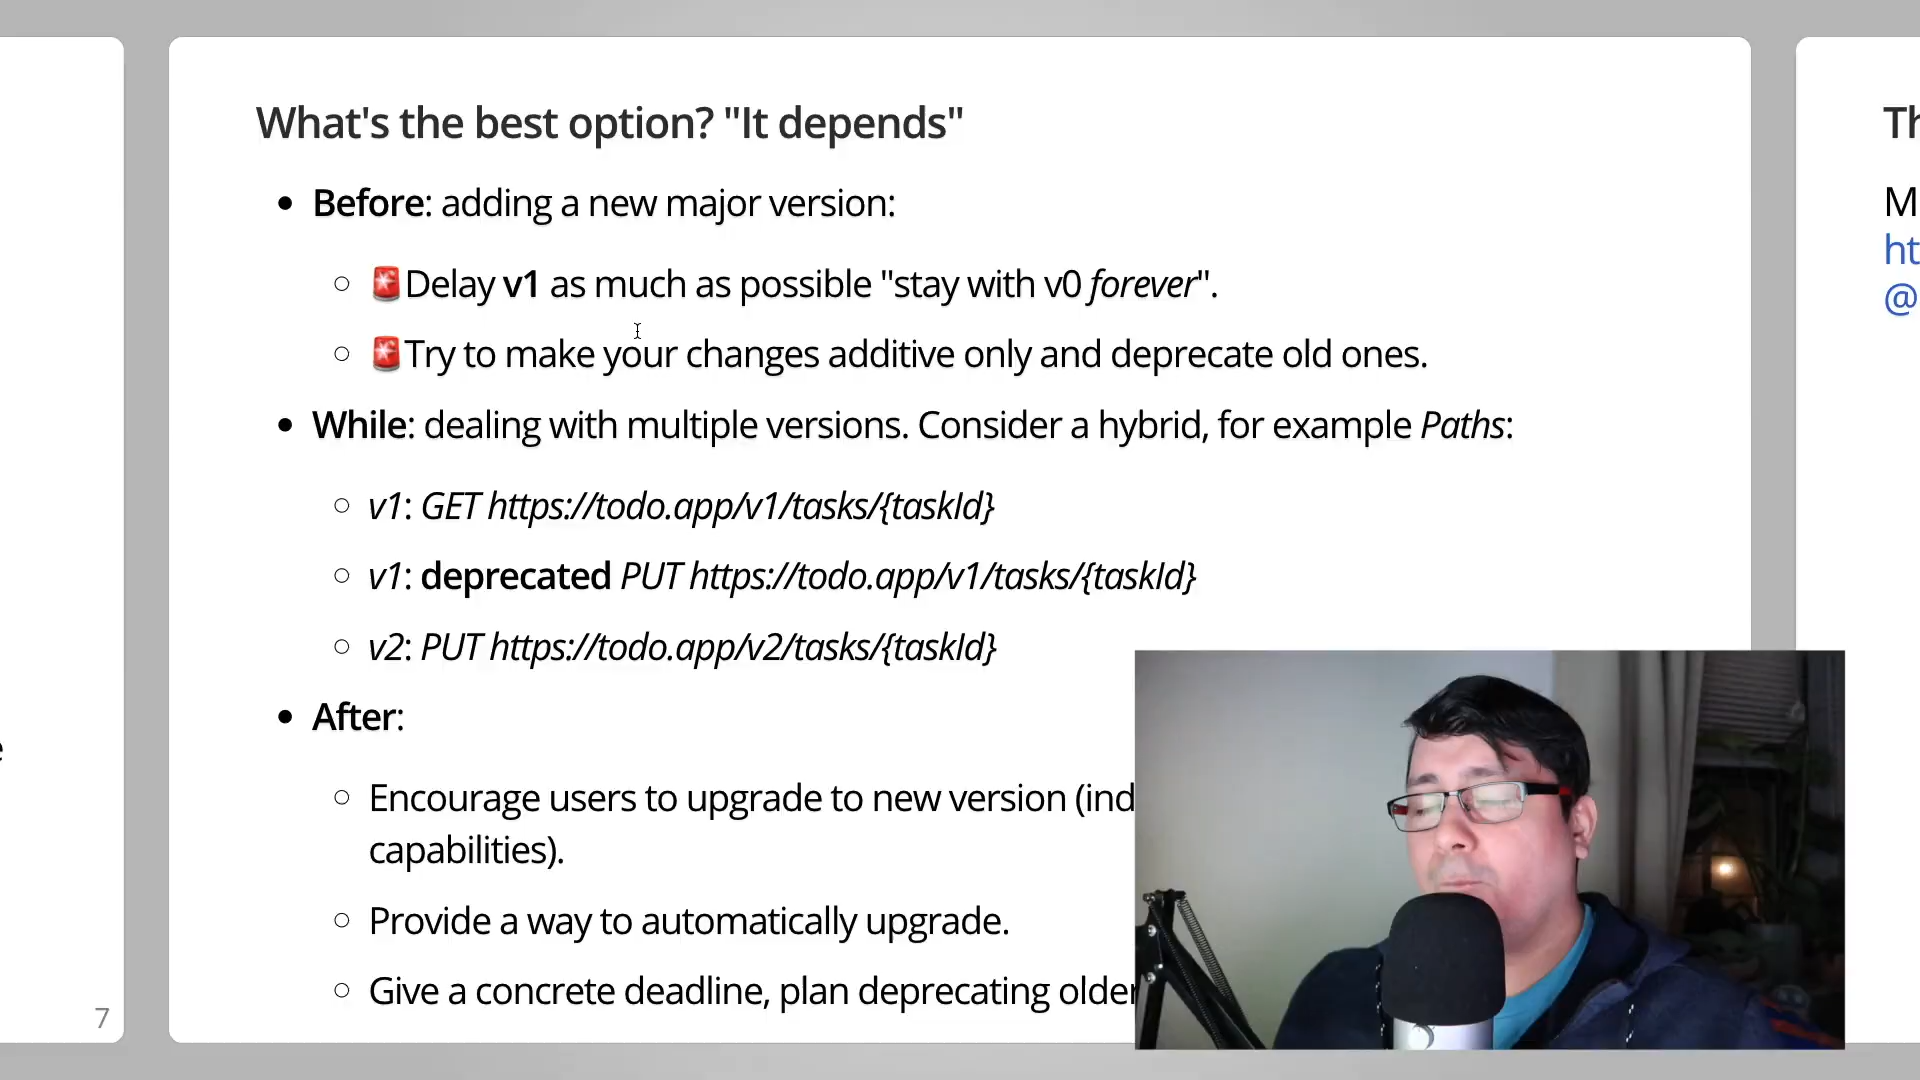 What's the best option? "It depends"
Before: adding a new major version:
🚨Delay v1 as much as possible "stay with v0 forever".
🚨Try to make your changes additive only and deprecate old ones.
While: dealing with multiple versions. Consider a hybrid, for example Paths:
v1: GET https://todo.app/v1/tasks/{taskId}
v1: deprecated PUT https://todo.app/v1/tasks/{taskId}
v2: PUT https://todo.app/v2/tasks/{taskId}
After:
Encourage users to upgrade to new version
capabilities).
Provide a way to automatically upgrade.
Give a concrete deadline, plan deprecating older
7